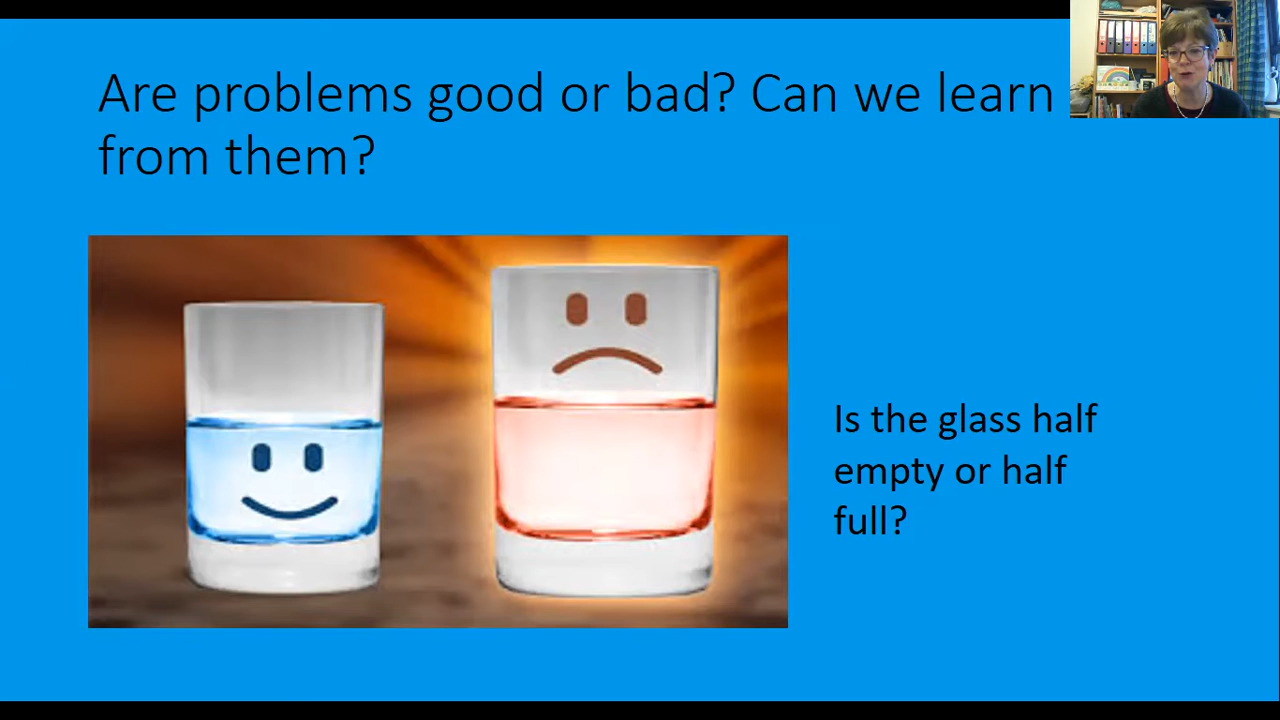 Are problems good or bad? Can we learn
from them?
Is the glass half
empty or half
full?